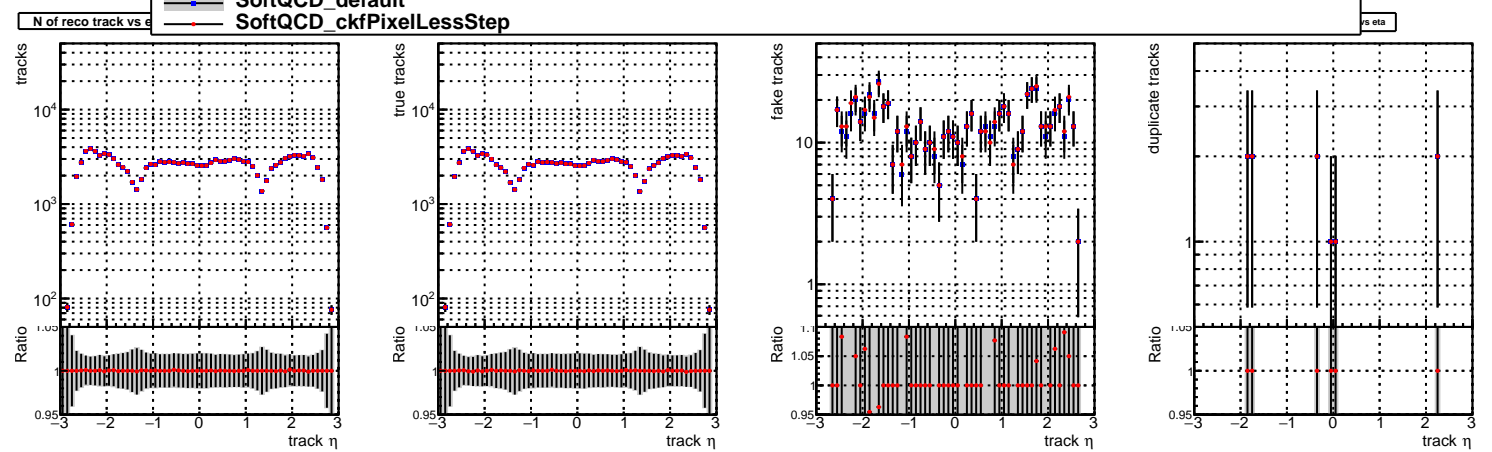 SoftQCD_default
SoftQCD_ckfPixelLessStep
N of reco track vs e
vs eta
tracks
10⁴
10³
10²
Ratio
1.05
1
0.95
−3 −2 −1 0 1 2 3
track η
true tracks
10⁴
10³
10²
Ratio
1.05
1
0.95
−3 −2 −1 0 1 2 3
track η
fake tracks
10
1
Ratio
1.1
1.05
1
0.95
−3 −2 −1 0 1 2 3
track η
duplicate tracks
1
Ratio
1.05
1
0.95
−3 −2 −1 0 1 2 3
track η